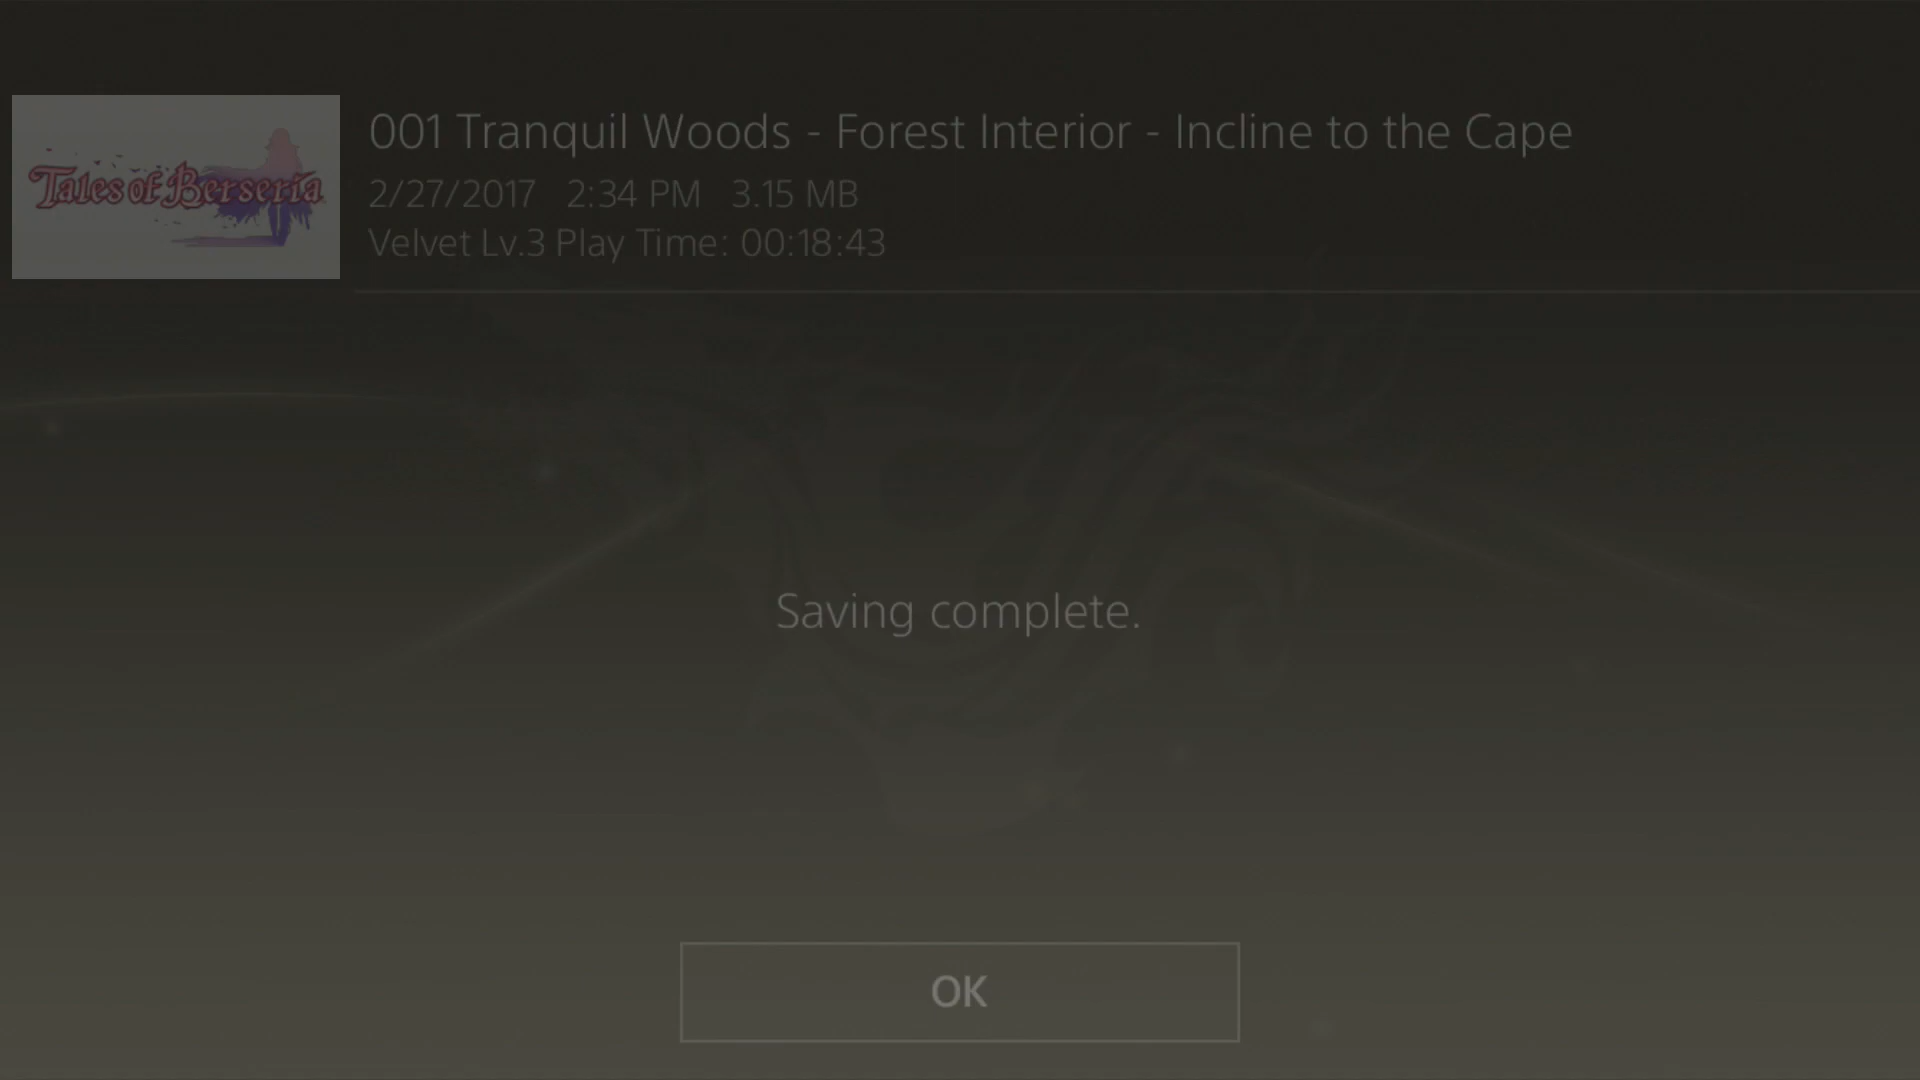 Tales of Berseria
001 Tranquil Woods - Forest Interior - Incline to the Cape
2/27/2017 2:34 PM 3.15 MB
Velvet Lv.3 Play Time: 00:18:43
Saving complete.
OK